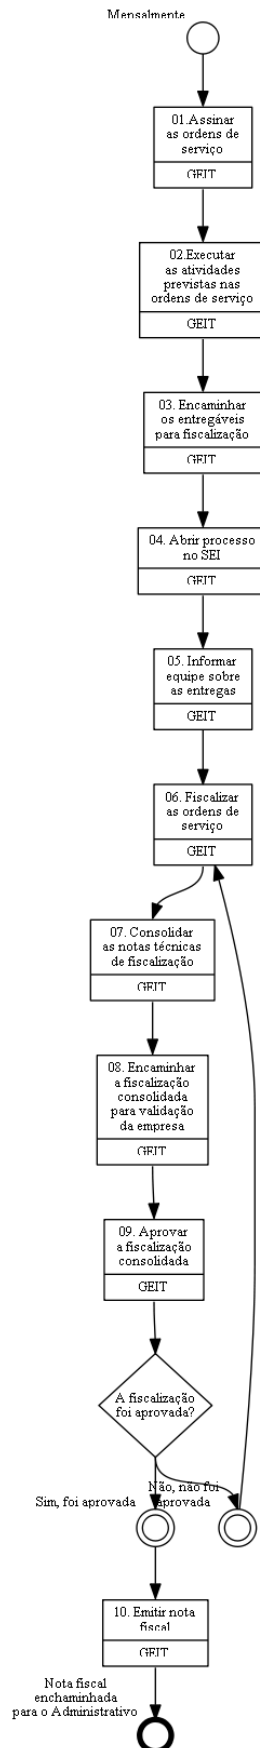 Mensalmente
01.Assinar
as ordens de
serviço
GEIT
02.Executar
as atividades
previstas nas
ordens de serviço
GEIT
03. Encaminhar
os entregáveis
para fiscalização
GEIT
04. Abrir processo
no SEI
GEIT
05. Informar
equipe sobre
as entregas
GEIT
06. Fiscalizar
as ordens de
serviço
GEIT
07. Consolidar
as notas técnicas
de fiscalização
GEIT
08. Encaminhar
a fiscalização
consolidada
para validação
da empresa
GEIT
09. Aprovar
a fiscalização
consolidada
GEIT
A fiscalização
foi aprovada?
Sim, foi aprovada
Não, não foi
aprovada
10. Emitir nota
fiscal
GEIT
Nota fiscal
enchaminhada
para o Administrativo